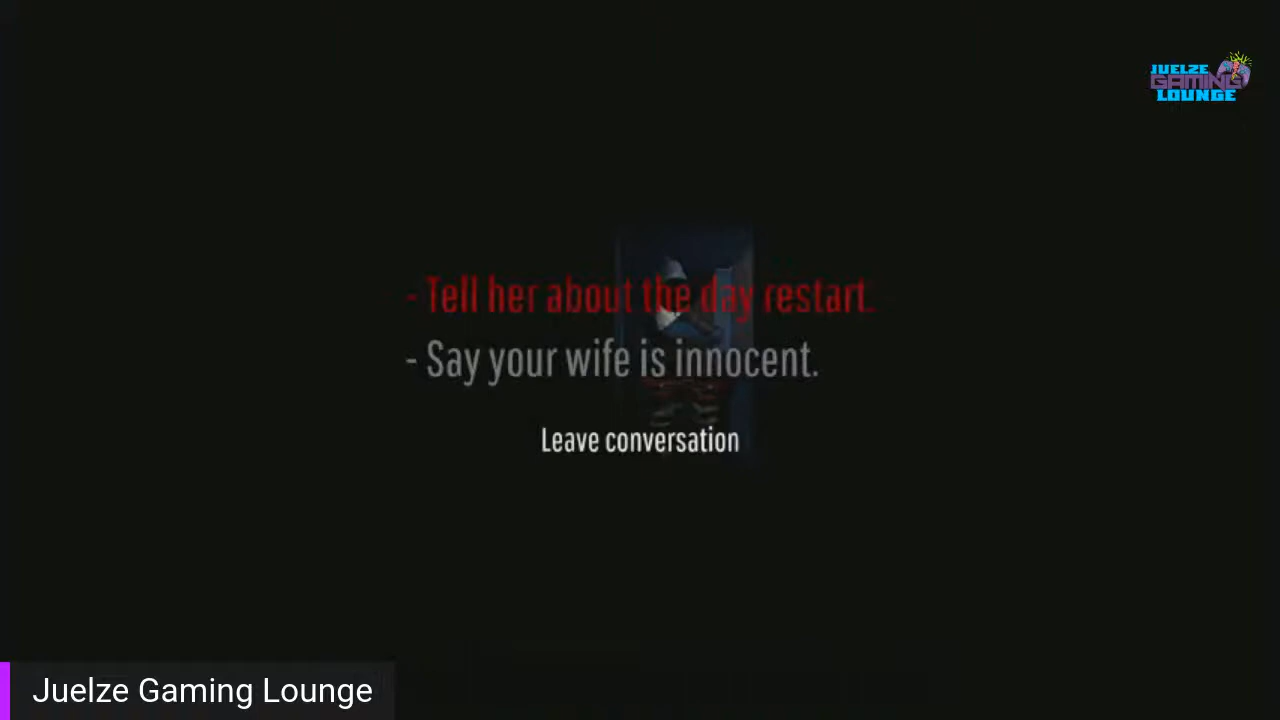 JUELZE
GAMING
LOUNGE
- Tell her about the day restart.
- Say your wife is innocent.
Leave conversation
Juelze Gaming Lounge